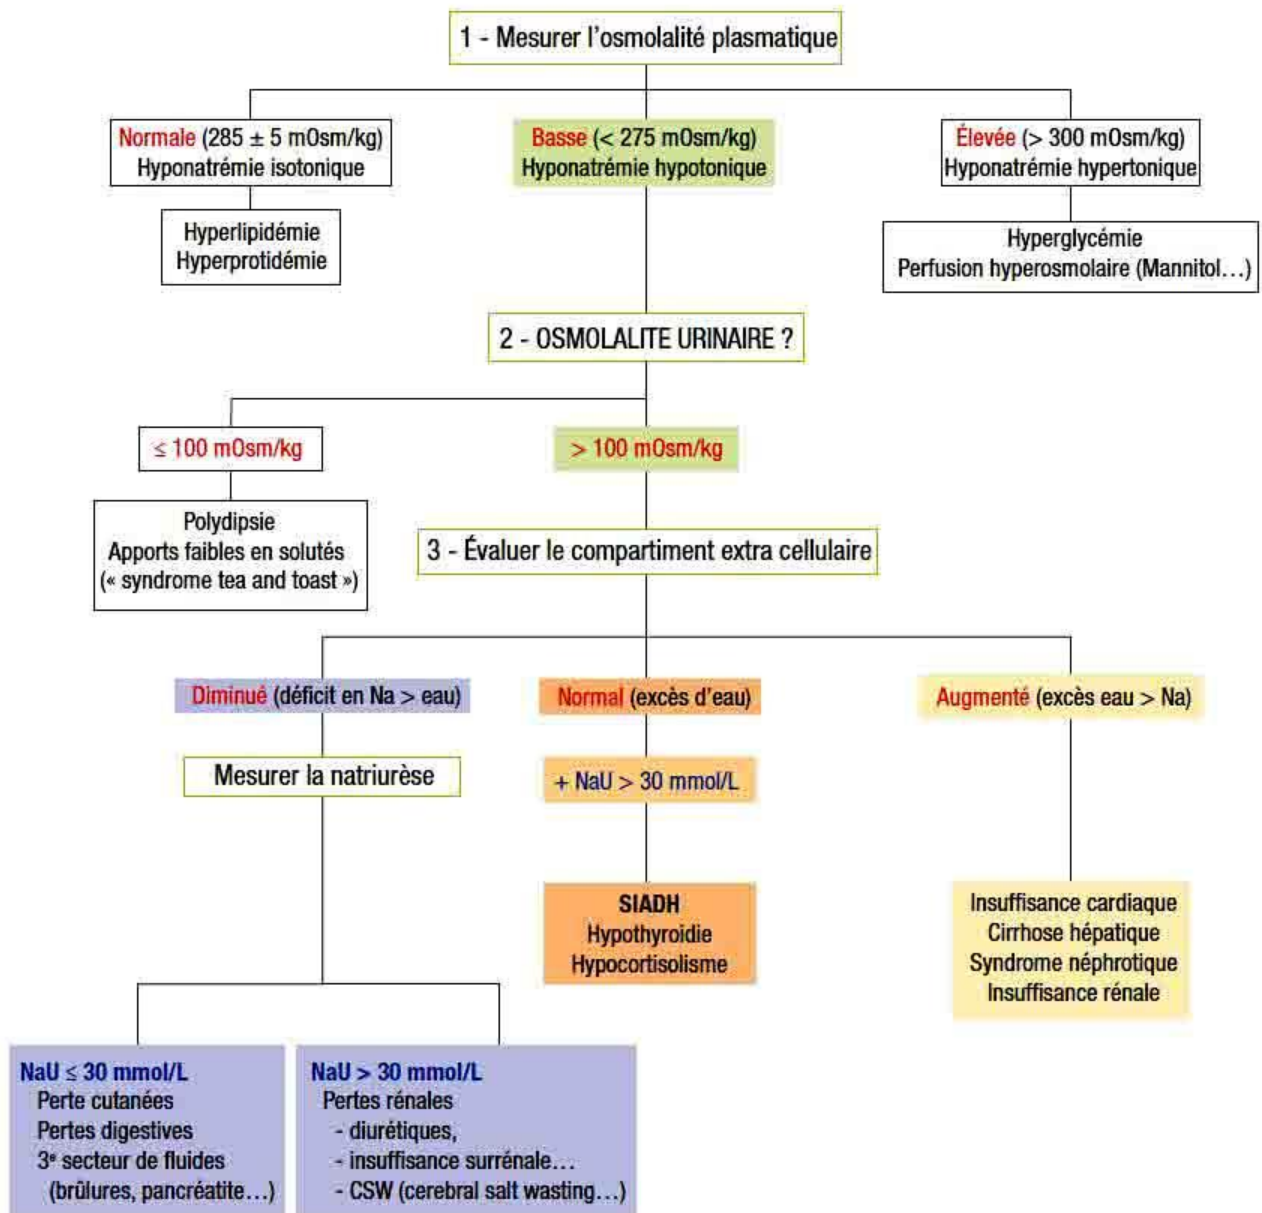 1 - Mesurer l'osmolalité plasmatique
Normale (285 ± 5 mOsm/kg)
Hyponatrémie isotonique
Basse (< 275 mOsm/kg)
Hyponatrémie hypotonique
Élevée (> 300 mOsm/kg)
Hyponatrémie hypertonique
Hyperlipidémie
Hyperprotidémie
Hyperglycémie
Perfusion hyperosmolaire (Mannitol…)
2 - OSMOLALITE URINAIRE ?
≤ 100 mOsm/kg
> 100 mOsm/kg
Polydipsie
Apports faibles en solutés
(« syndrome tea and toast »)
3 - Évaluer le compartiment extra cellulaire
Diminué (déficit en Na > eau)
Normal (excès d'eau)
Augmenté (excès eau > Na)
Mesurer la natriurèse
+ NaU > 30 mmol/L
SIADH
Hypothyroidie
Hypocortisolisme
Insuffisance cardiaque
Cirrhose hépatique
Syndrome néphrotique
Insuffisance rénale
NaU ≤ 30 mmol/L
Perte cutanées
Pertes digestives
3e secteur de fluides
(brûlures, pancréatite…)
NaU > 30 mmol/L
Pertes rénales
- diurétiques,
- insuffisance surrénale…
- CSW (cerebral salt wasting…)